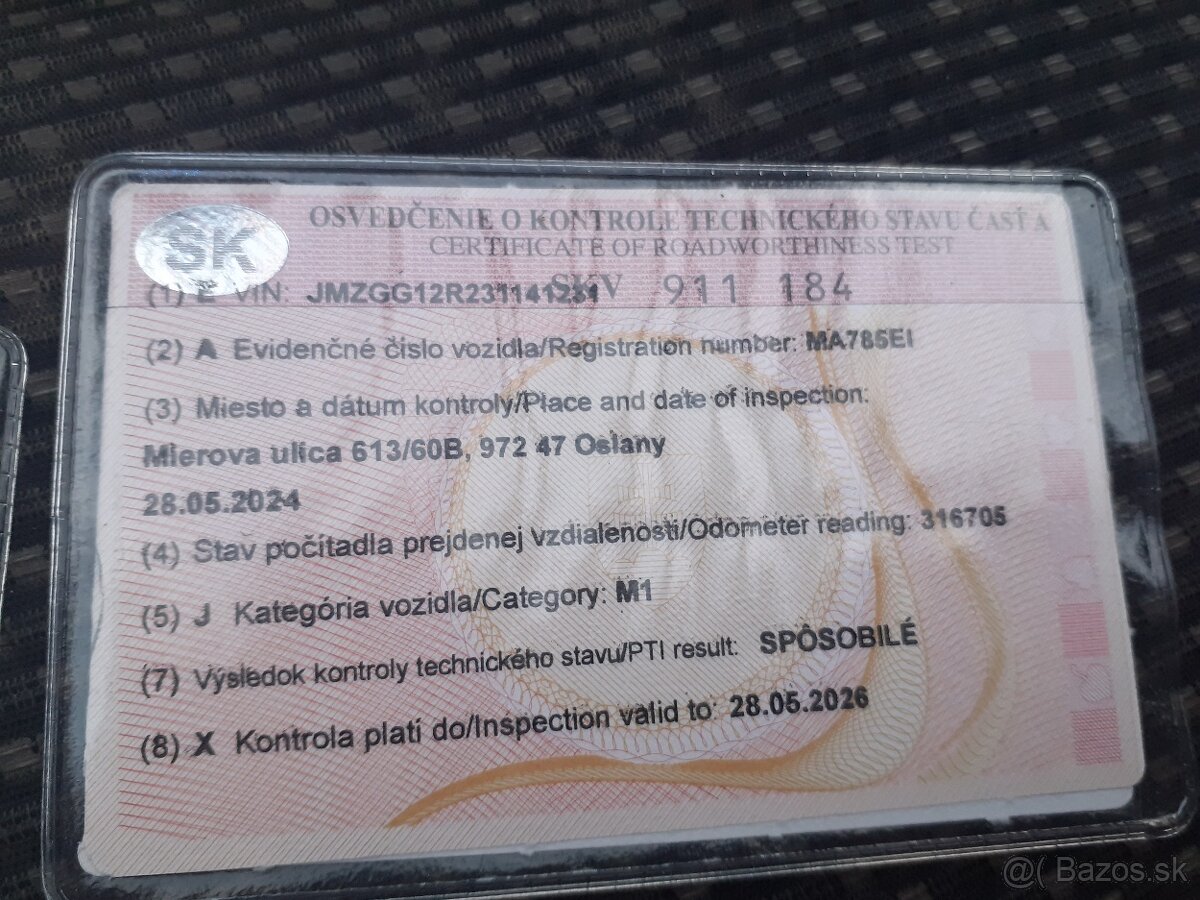 SK
OSVEDČENIE O KONTROLE TECHNICKÉHO STAVU ČASŤ A
CERTIFICATE OF ROADWORTHINESS TEST
SKV 911 184
(1) E VIN:
(2) A Evidenčné číslo vozidla/Registration number: MA785EI
(3) Miesto a dátum kontroly/Place and date of inspection:
Mierova ulica 613/60B, 972 47 Oslany
28.05.2024
(4) Stav počítadla prejdenej vzdialenosti/Odometer reading: 316705
(5) J Kategória vozidla/Category: M1
(7) Výsledok kontroly technického stavu/PTI result: SPÔSOBILÉ
(8) X Kontrola platí do/Inspection valid to: 28.05.2026
@( Bazos.sk